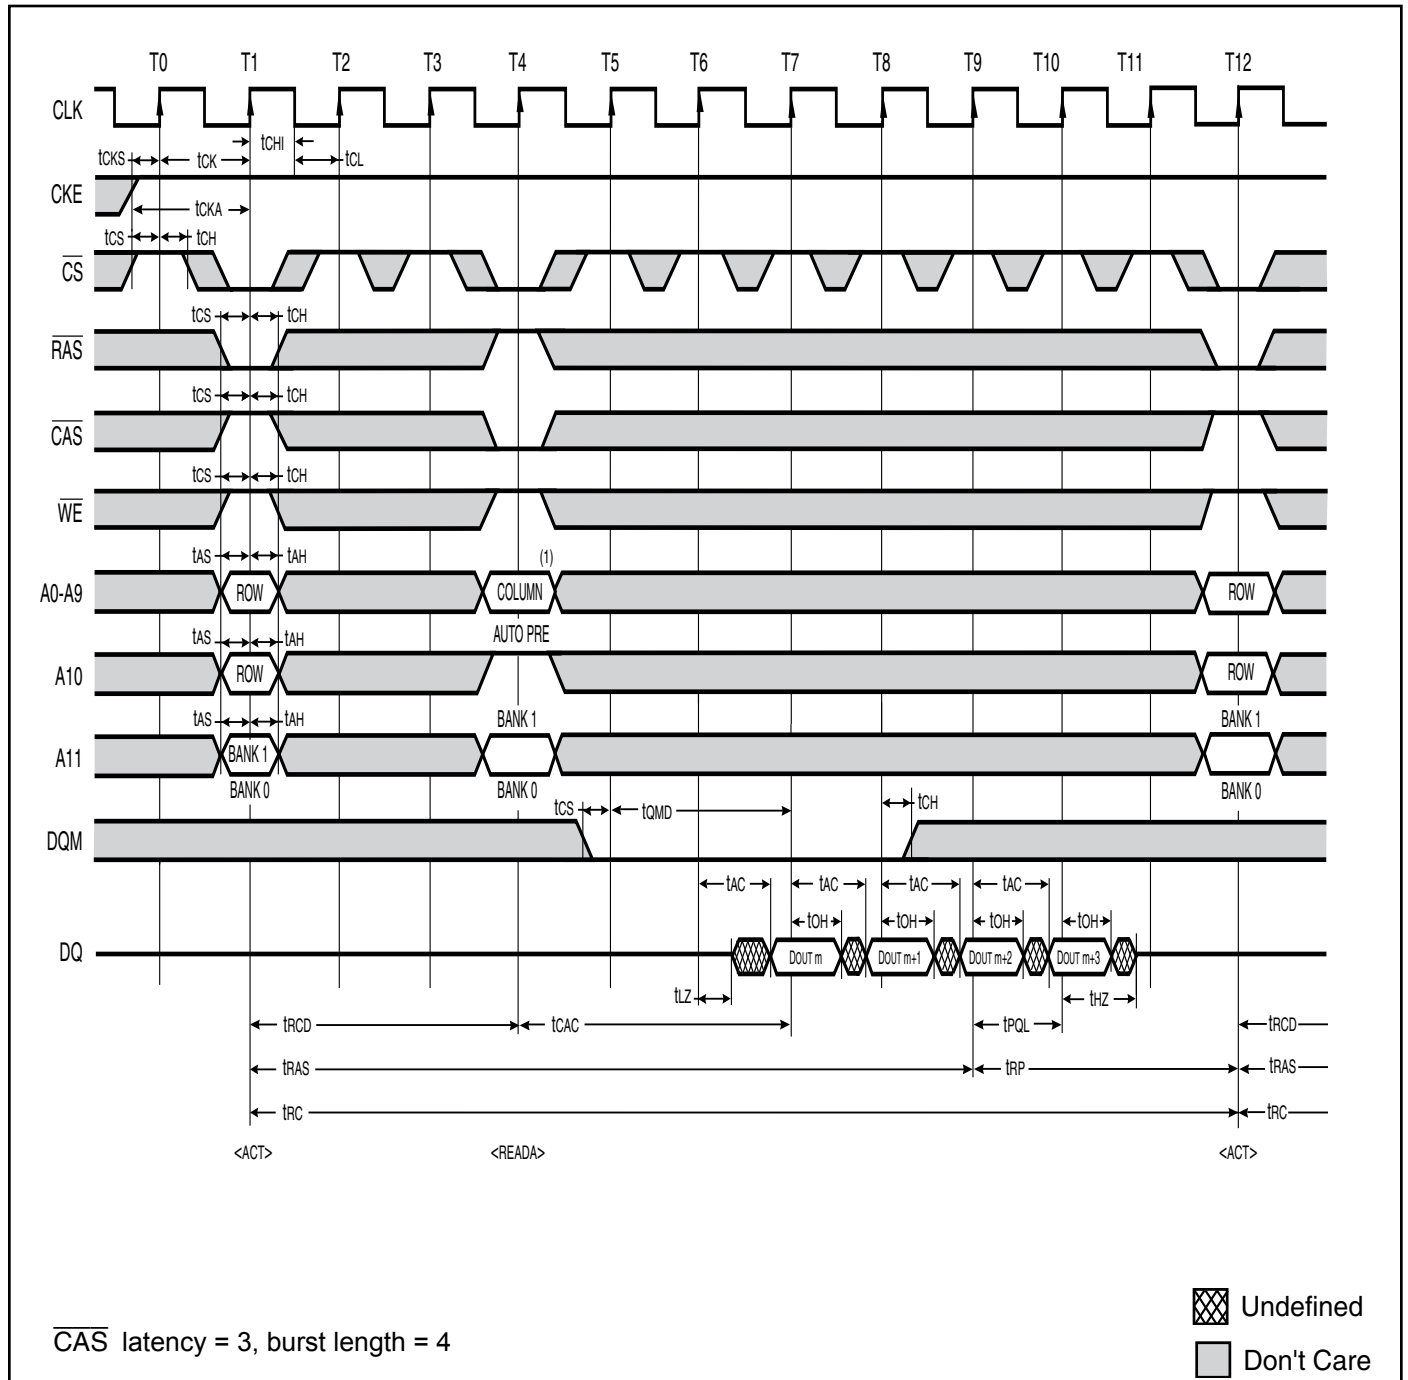 T0 T1 T2 T3 T4 T5 T6 T7 T8 T9 T10 T11 T12
CLK
tCHI
tCKS tCK tCL
CKE
tCKA
tCS tCH
CS
tCS tCH
RAS
tCS tCH
CAS
tCS tCH
WE
tAS tAH (1)
A0-A9 ROW COLUMN ROW
tAS tAH AUTO PRE
A10 ROW ROW
tAS tAH BANK 1 BANK 1
A11 BANK 1
BANK 0 BANK 0 BANK 0
tCS tQMD tCH
DQM
tAC tAC tAC tAC
tOH tOH tOH tOH
DQ DOUT m DOUT m+1 DOUT m+2 DOUT m+3
tLZ tHZ
tRCD tCAC tPQL tRCD
tRAS tRP tRAS
tRC tRC
<ACT> <READA> <ACT>
Undefined
CAS latency = 3, burst length = 4
Don't Care